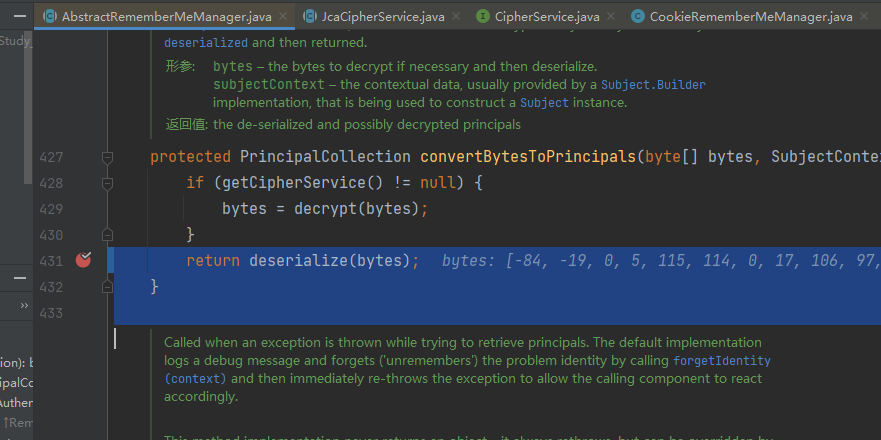 AbstractRememberMeManager.java JcaCipherService.java CipherService.java CookieRememberMeManager.java
Study_
deserialized and then returned.
形参: bytes – the bytes to decrypt if necessary and then deserialize.
subjectContext – the contextual data, usually provided by a Subject.Builder
implementation, that is being used to construct a Subject instance.
返回值: the de-serialized and possibly decrypted principals
427 protected PrincipalCollection convertBytesToPrincipals(byte[] bytes, SubjectConte
428 if (getCipherService() != null) {
429 bytes = decrypt(bytes);
430 }
431 return deserialize(bytes); bytes: [-84, -19, 0, 5, 115, 114, 0, 17, 106, 97,
432 }
433
Called when an exception is thrown while trying to retrieve principals. The default implementation
logs a debug message and forgets ('unremembers') the problem identity by calling forgetIdentity
(context) and then immediately re-throws the exception to allow the calling component to react
accordingly.
ion): b
ipalCo
Authen
↑Rem